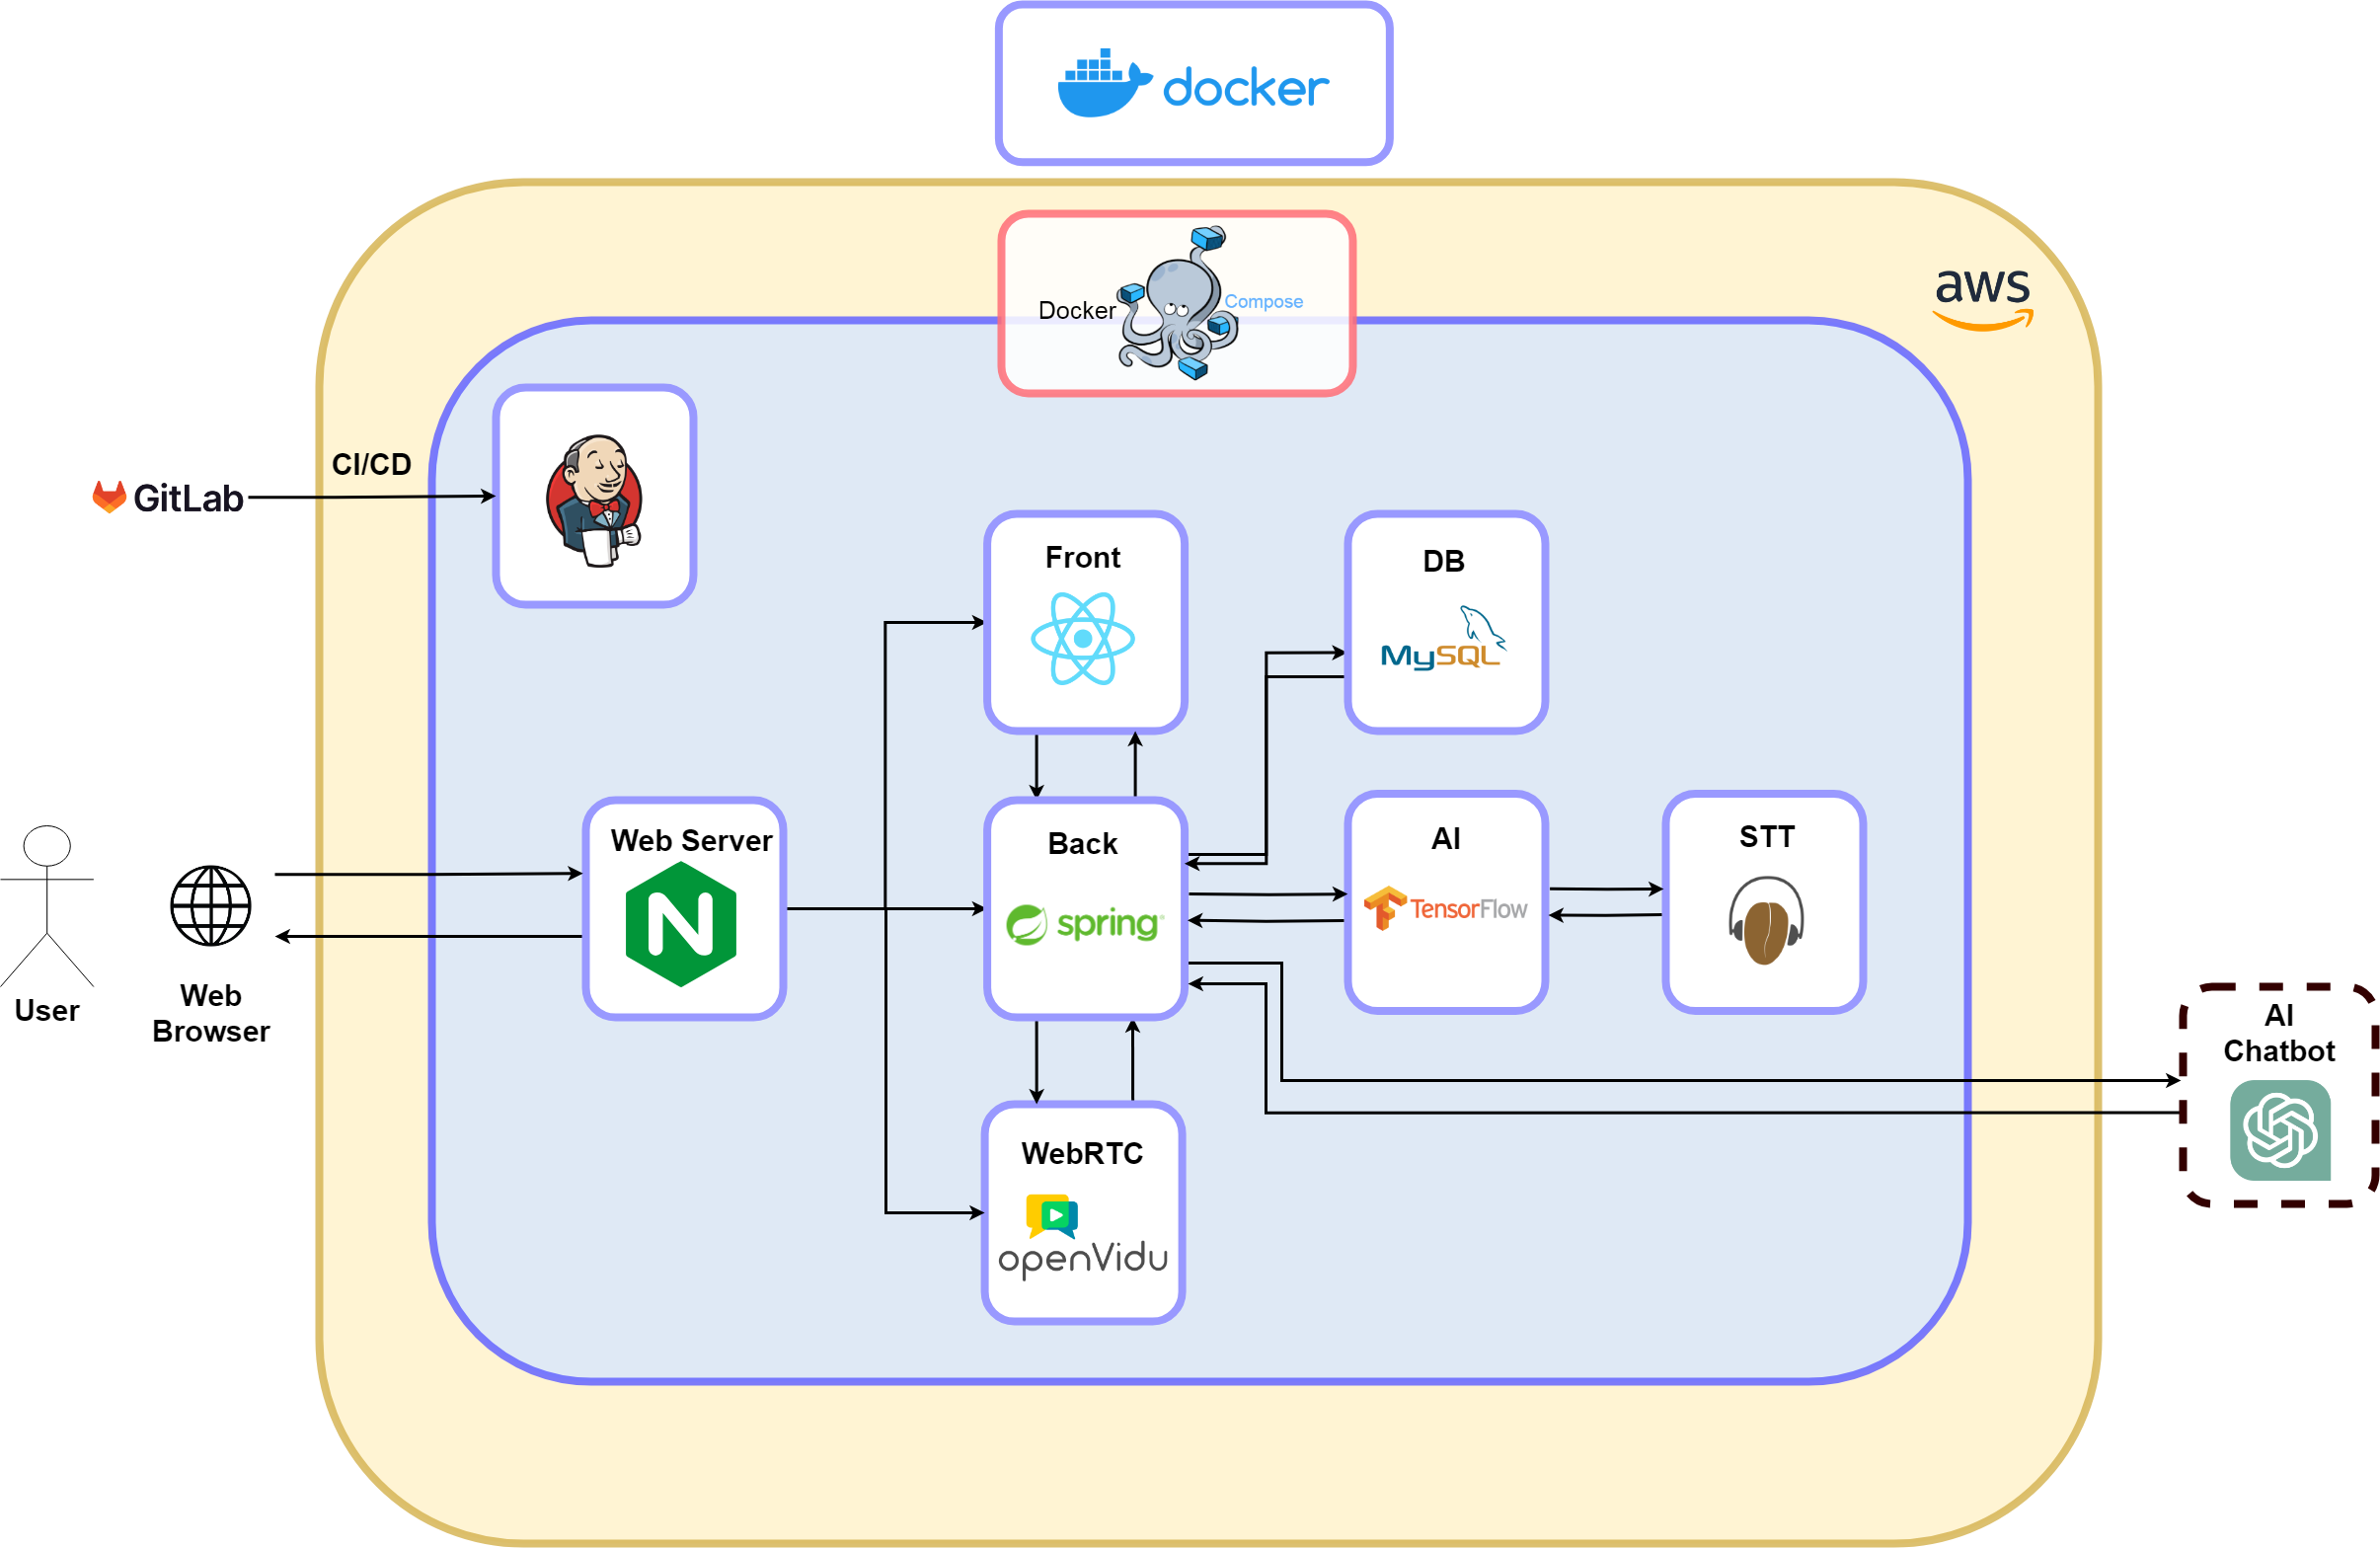 docker
Docker
Compose
aws
CI/CD
GitLab
Front
DB
MySQL
Web Server
Back
spring
AI
TensorFlow
STT
User
Web
Browser
AI
Chatbot
WebRTC
openVidu